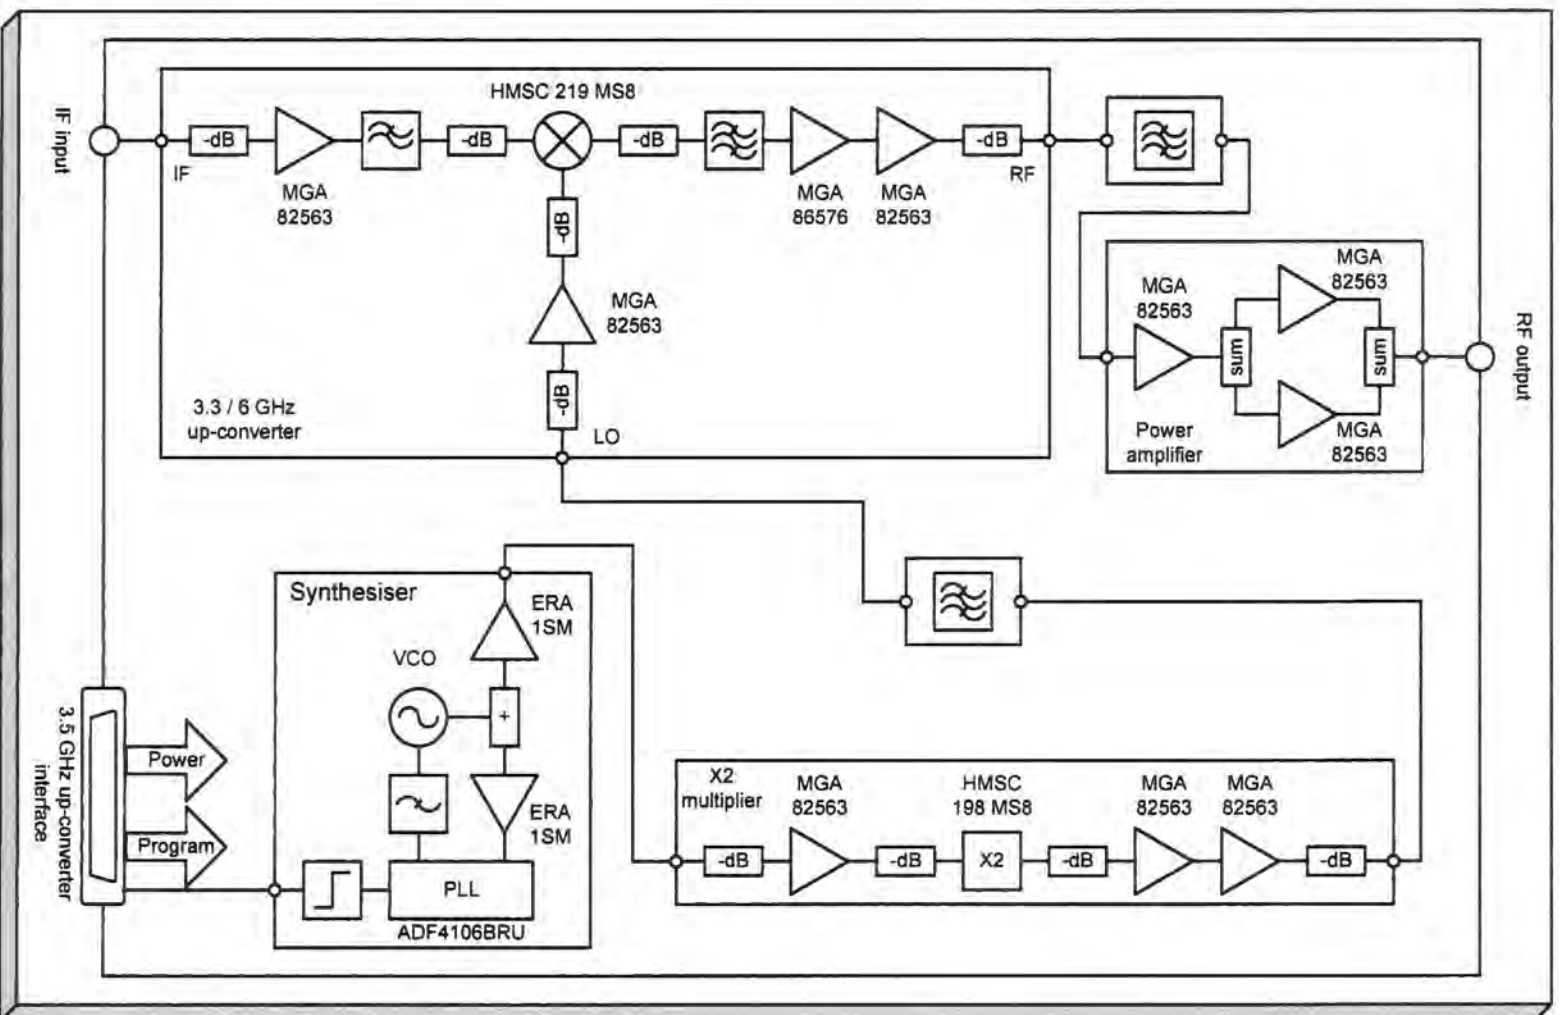 HMSC 219 MS8
IF input
-dB
-dB
-dB
-dB
IF
RF
MGA
82563
MGA
86576
MGA
82563
-dB
MGA
82563
-dB
3.3 / 6 GHz
up-converter
LO
MGA
82563
MGA
82563
sum
sum
MGA
82563
Power
amplifier
RF output
Synthesiser
ERA
1SM
VCO
+
ERA
1SM
PLL
ADF4106BRU
3.5 GHz up-converter
interface
Power
Program
X2
multiplier
MGA
82563
HMSC
198 MS8
MGA
82563
MGA
82563
-dB
-dB
X2
-dB
-dB